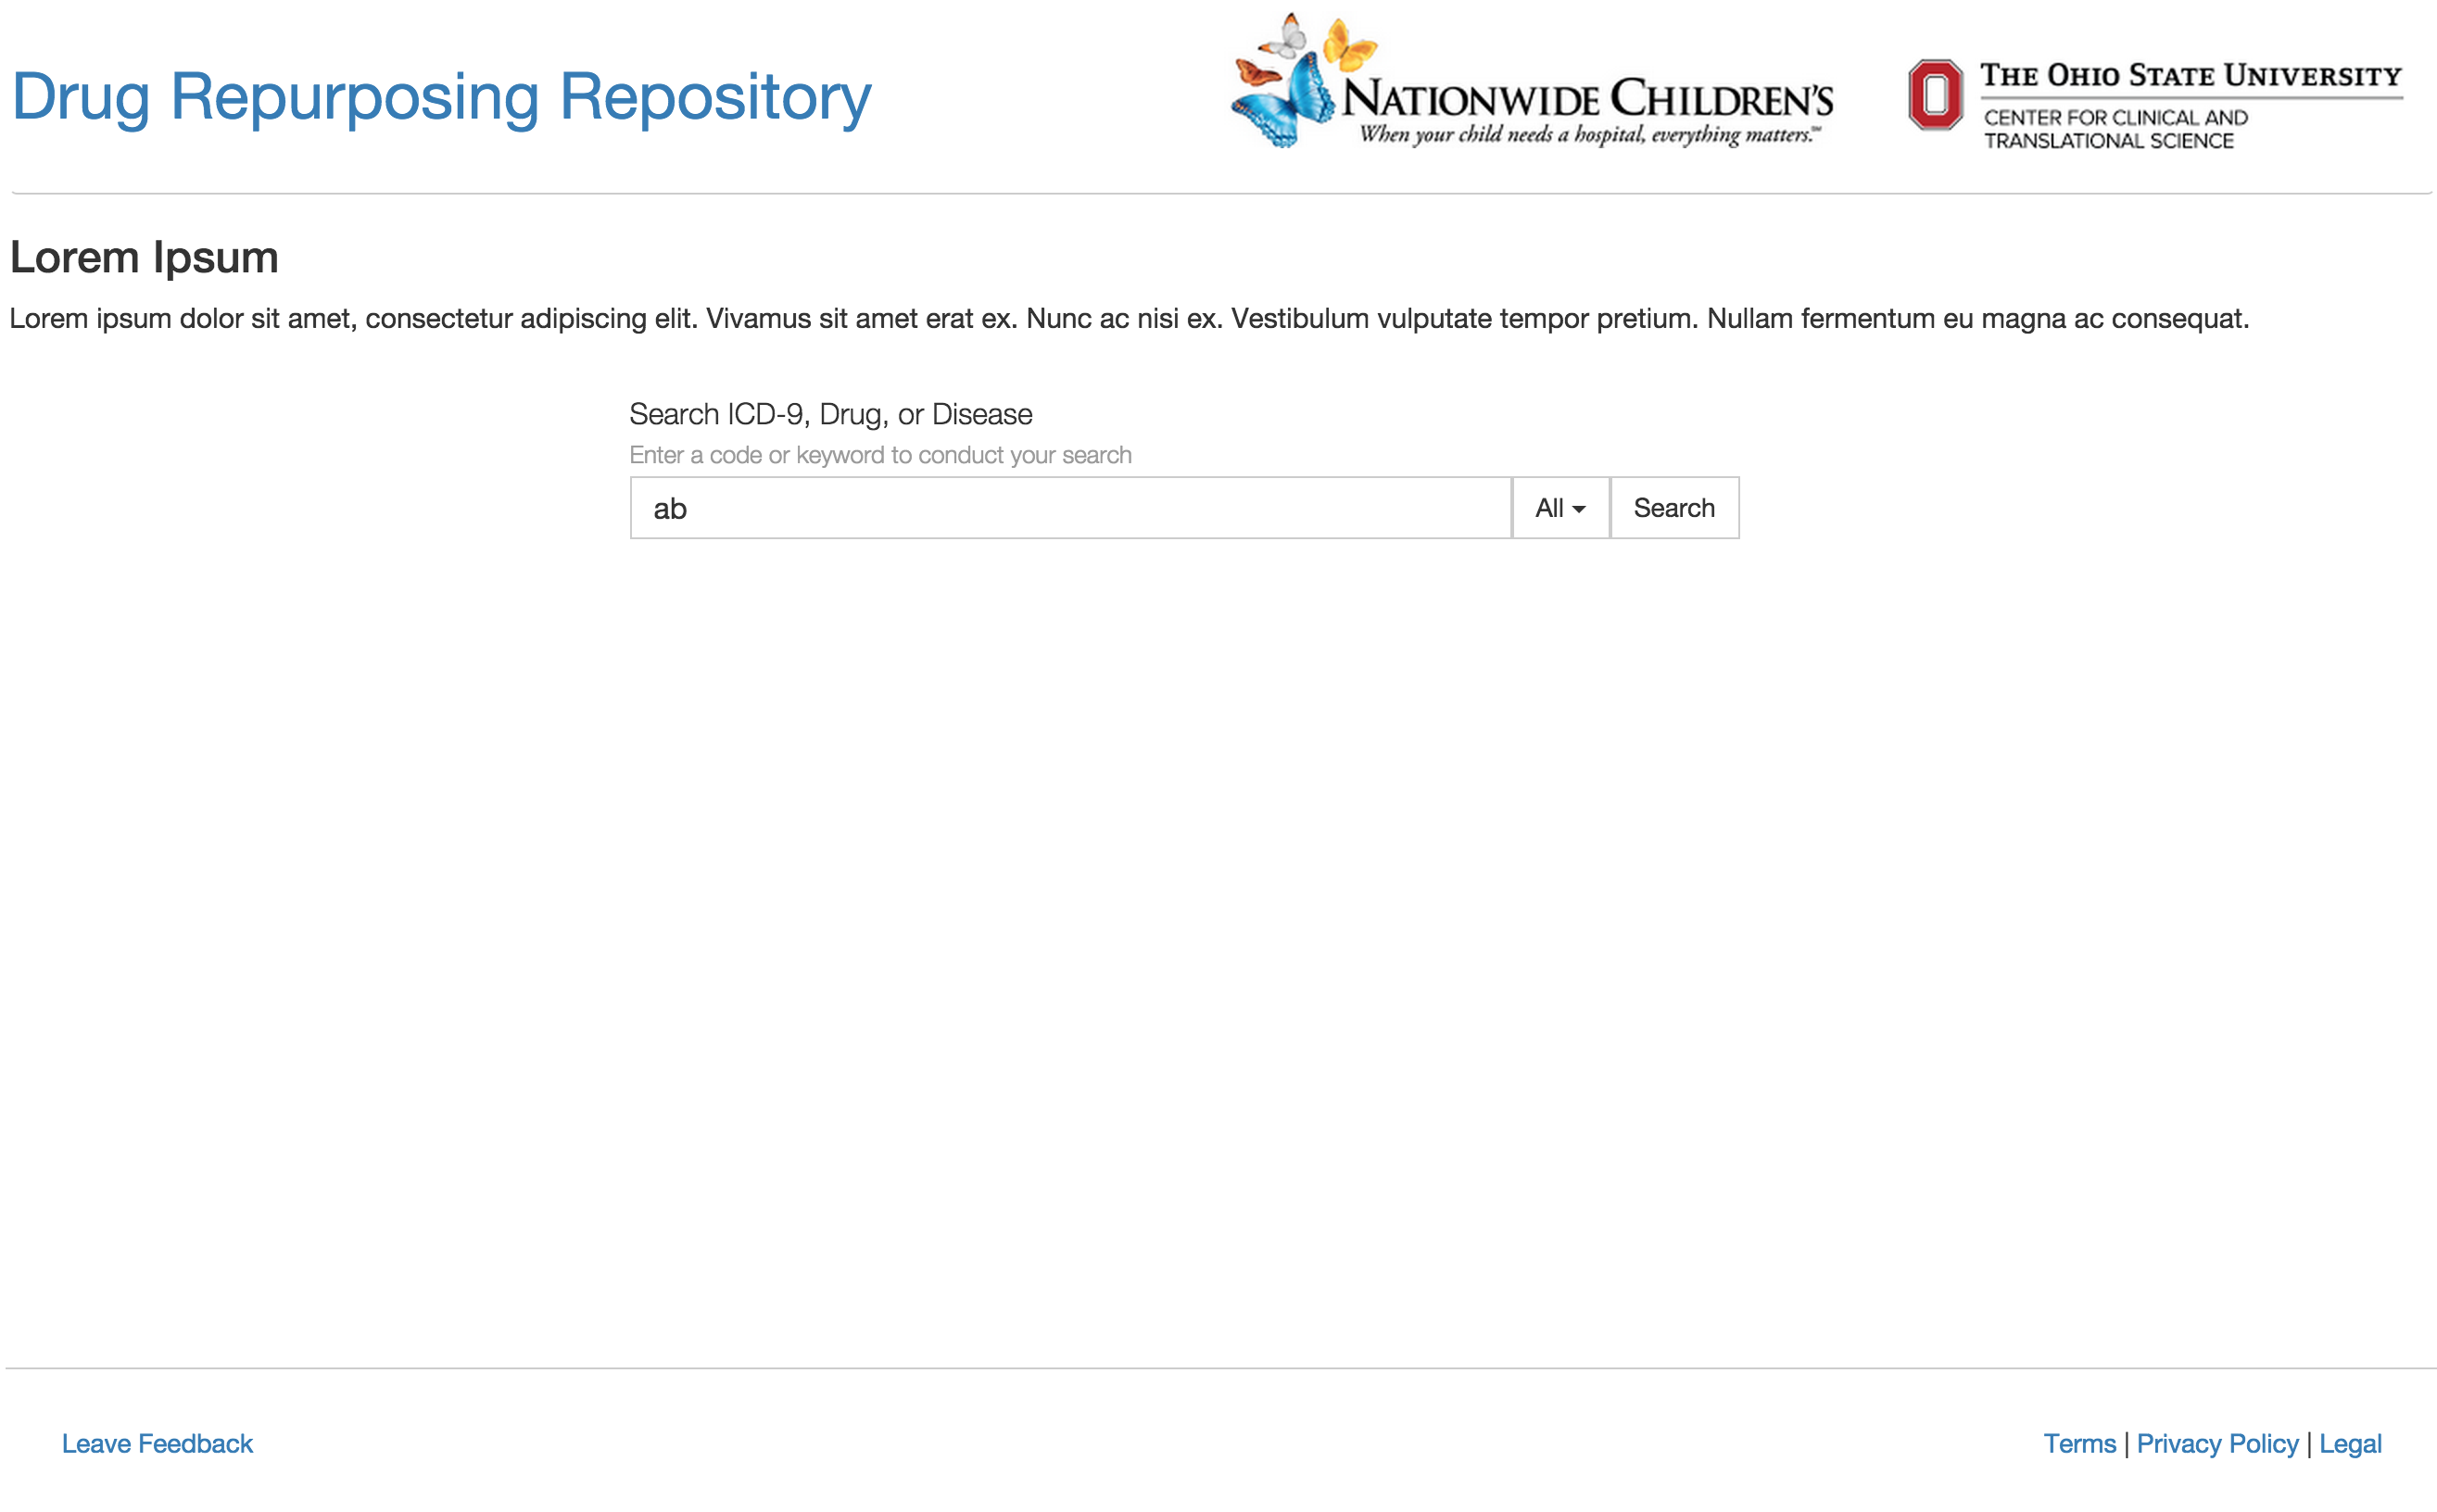 Drug Repurposing Repository
NATIONWIDE CHILDREN'S
When your child needs a hospital, everything matters.℠
THE OHIO STATE UNIVERSITY
CENTER FOR CLINICAL AND
TRANSLATIONAL SCIENCE
Lorem Ipsum
Lorem ipsum dolor sit amet, consectetur adipiscing elit. Vivamus sit amet erat ex. Nunc ac nisi ex. Vestibulum vulputate tempor pretium. Nullam fermentum eu magna ac consequat.
Search ICD-9, Drug, or Disease
Enter a code or keyword to conduct your search
ab All Search
Leave Feedback Terms | Privacy Policy | Legal